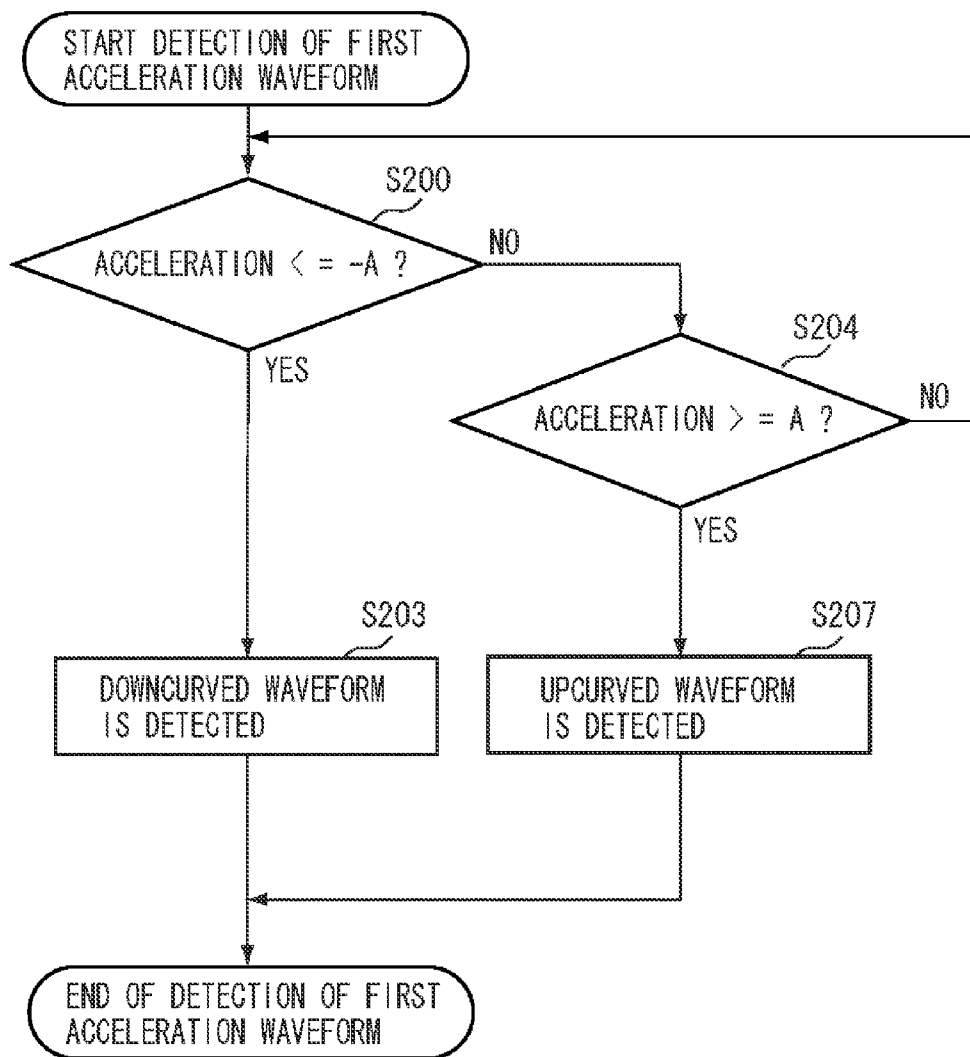 START DETECTION OF FIRST
ACCELERATION WAVEFORM
S200
ACCELERATION < = -A ?
NO
YES
S204
ACCELERATION > = A ?
NO
YES
S203
DOWNCURVED WAVEFORM
IS DETECTED
S207
UPCURVED WAVEFORM
IS DETECTED
END OF DETECTION OF FIRST
ACCELERATION WAVEFORM